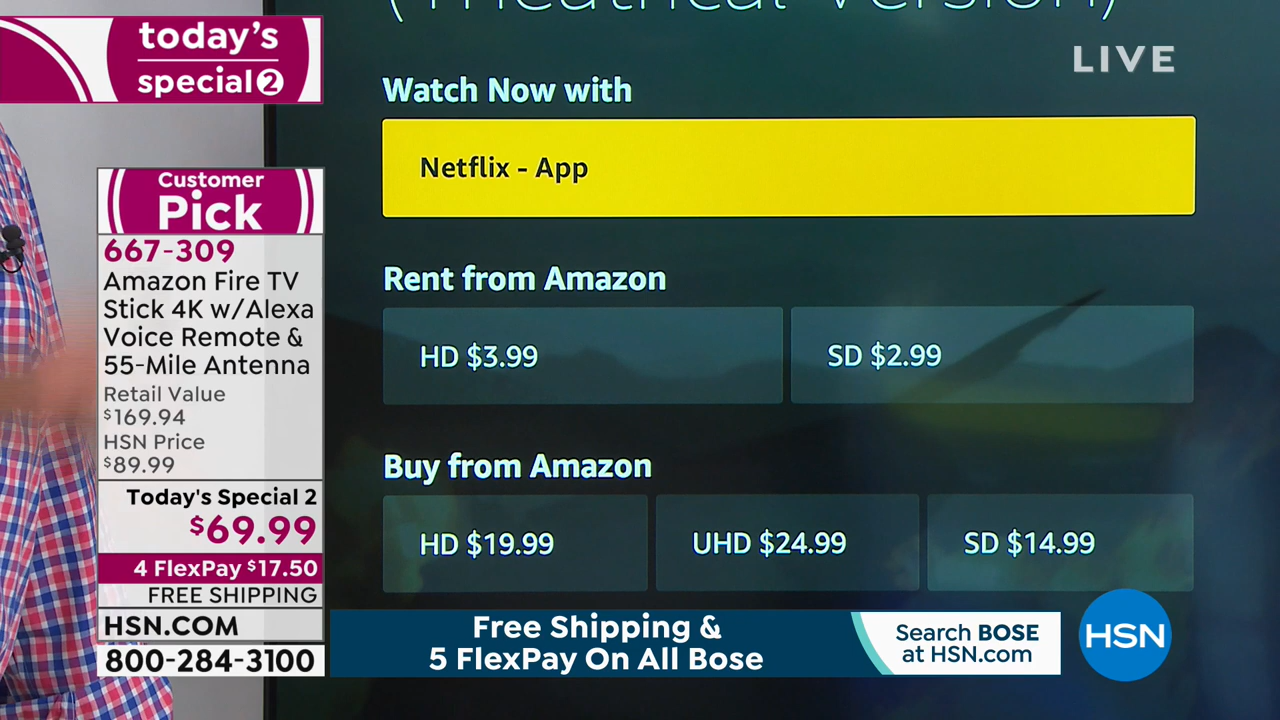 (Theatrical Version)
LIVE
today's
special 2
Watch Now with
Netflix - App
Customer
Pick
667-309
Amazon Fire TV
Stick 4K w/Alexa
Voice Remote &
55-Mile Antenna
Retail Value
$169.94
HSN Price
$89.99
Today's Special 2
$69.99
4 FlexPay $17.50
FREE SHIPPING
HSN.COM
800-284-3100
Rent from Amazon
HD $3.99
SD $2.99
Buy from Amazon
HD $19.99
UHD $24.99
SD $14.99
Free Shipping &
5 FlexPay On All Bose
Search BOSE
at HSN.com
HSN